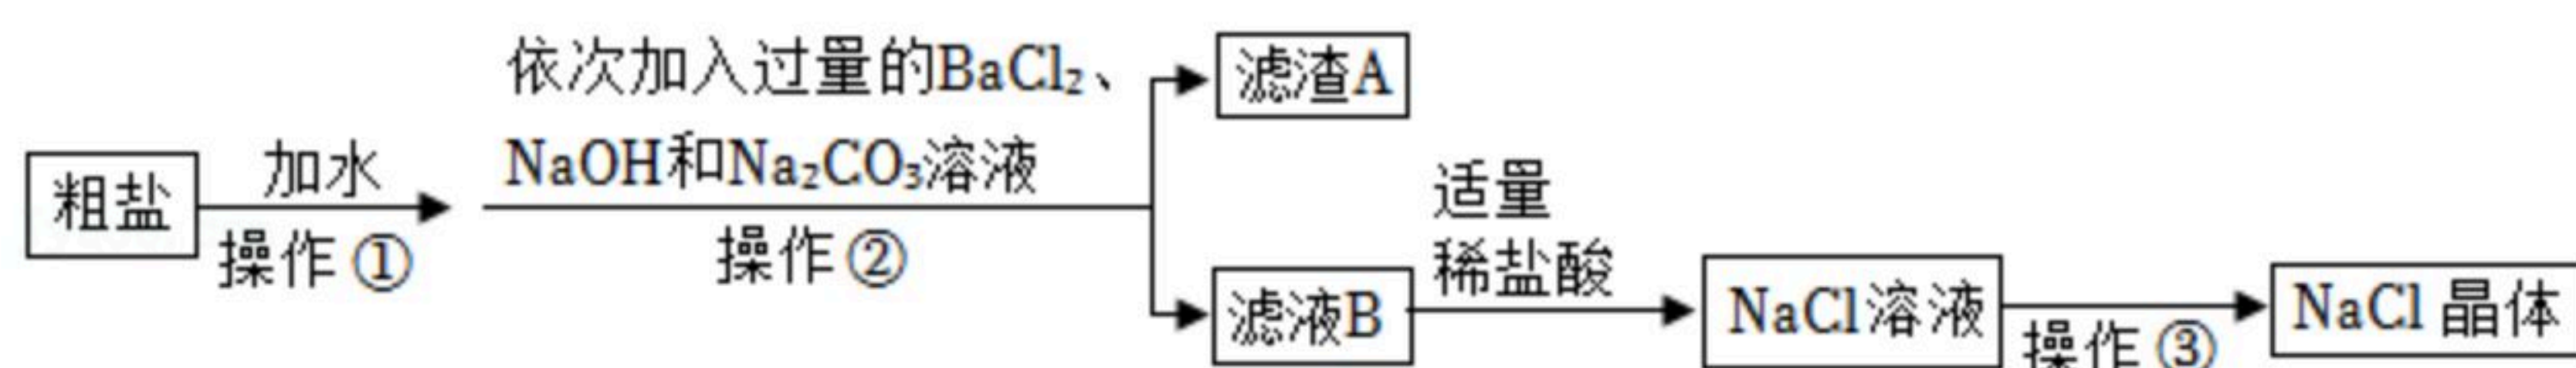 粗盐
加水
操作①
依次加入过量的BaCl₂、
NaOH和Na₂CO₃溶液
操作②
滤渣A
滤液B
适量
稀盐酸
NaCl溶液
操作③
NaCl晶体